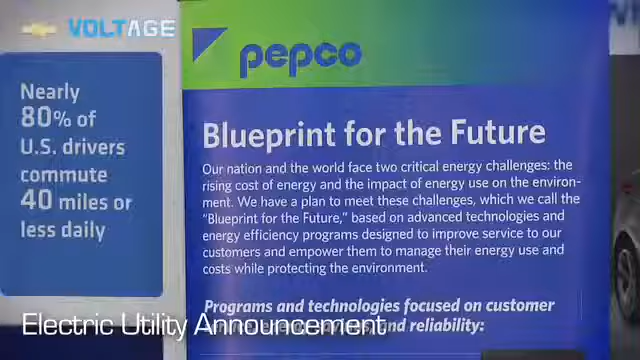 VOLTAGE
Nearly
80% of
U.S. drivers
commute
40 miles or
less daily
pepco
Blueprint for the Future
Our nation and the world face two critical energy challenges: the
rising cost of energy and the impact of energy use on the environ-
ment. We have a plan to meet these challenges, which we call the
"Blueprint for the Future," based on advanced technologies and
energy efficiency programs designed to improve service to our
customers and empower them to manage their energy use and
costs while protecting the environment.
Programs and technologies focused on customer
and reliability:
Electric Utility Announcement